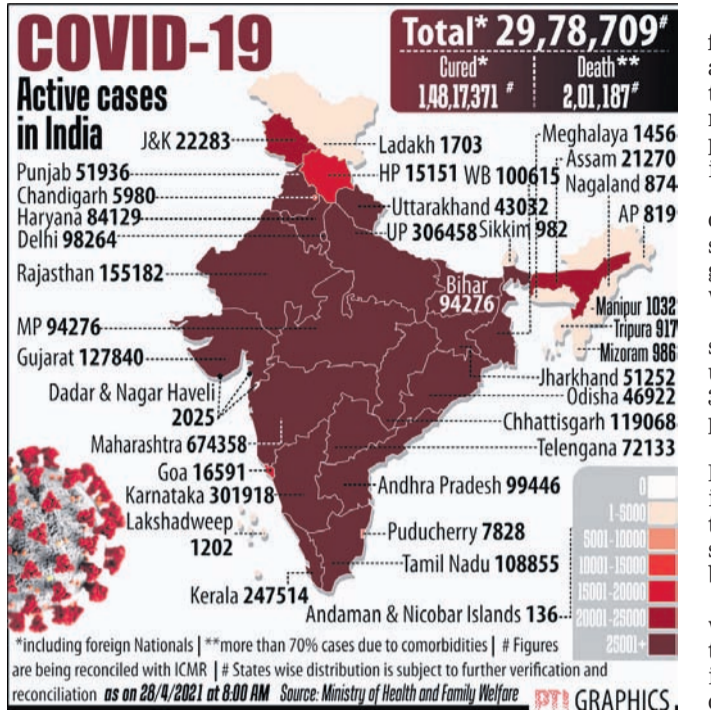 COVID-19
Active cases
in India
Total* 29,78,709#
Cured*
1,48,17,371 #
Death**
2,01,187#
J&K 22283
Ladakh 1703
Meghalaya 1456
Punjab 51936
HP 15151
WB 100615
Assam 21270
Chandigarh 5980
Nagaland 874
Haryana 84129
Uttarakhand 43032
AP 819
Delhi 98264
UP 306458
Sikkim 982
Rajasthan 155182
Bihar
94276
Manipur 1032
MP 94276
Tripura 917
Gujarat 127840
Mizoram 986
Dadar & Nagar Haveli
2025
Jharkhand 51252
Odisha 46922
Chhattisgarh 119068
Maharashtra 674358
Telengana 72133
Goa 16591
Karnataka 301918
Andhra Pradesh 99446
Lakshadweep
1202
Puducherry 7828
Tamil Nadu 108855
Kerala 247514
Andaman & Nicobar Islands 136
0
1-5000
5001-10000
10001-15000
15001-20000
20001-25000
25001+
*including foreign Nationals | **more than 70% cases due to comorbidities | # Figures
are being reconciled with ICMR | # States wise distribution is subject to further verification and
reconciliation as on 28/4/2021 at 8:00 AM Source: Ministry of Health and Family Welfare
PTI GRAPHICS